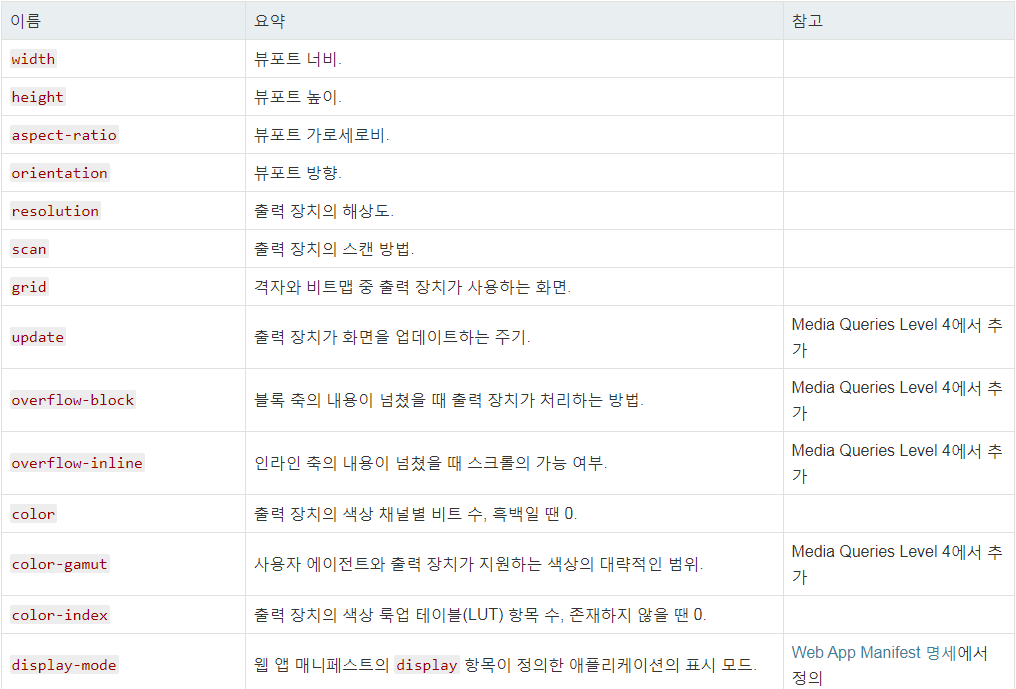 이름 요약 참고
width 뷰포트 너비.
height 뷰포트 높이.
aspect-ratio 뷰포트 가로세로비.
orientation 뷰포트 방향.
resolution 출력 장치의 해상도.
scan 출력 장치의 스캔 방법.
grid 격자와 비트맵 중 출력 장치가 사용하는 화면.
update 출력 장치가 화면을 업데이트하는 주기. Media Queries Level 4에서 추
가
overflow-block 블록 축의 내용이 넘쳤을 때 출력 장치가 처리하는 방법. Media Queries Level 4에서 추
가
overflow-inline 인라인 축의 내용이 넘쳤을 때 스크롤의 가능 여부. Media Queries Level 4에서 추
가
color 출력 장치의 색상 채널별 비트 수, 흑백일 땐 0.
color-gamut 사용자 에이전트와 출력 장치가 지원하는 색상의 대략적인 범위. Media Queries Level 4에서 추
가
color-index 출력 장치의 색상 룩업 테이블(LUT) 항목 수, 존재하지 않을 땐 0.
display-mode 웹 앱 매니페스트의 display 항목이 정의한 애플리케이션의 표시 모드. Web App Manifest 명세에서
정의